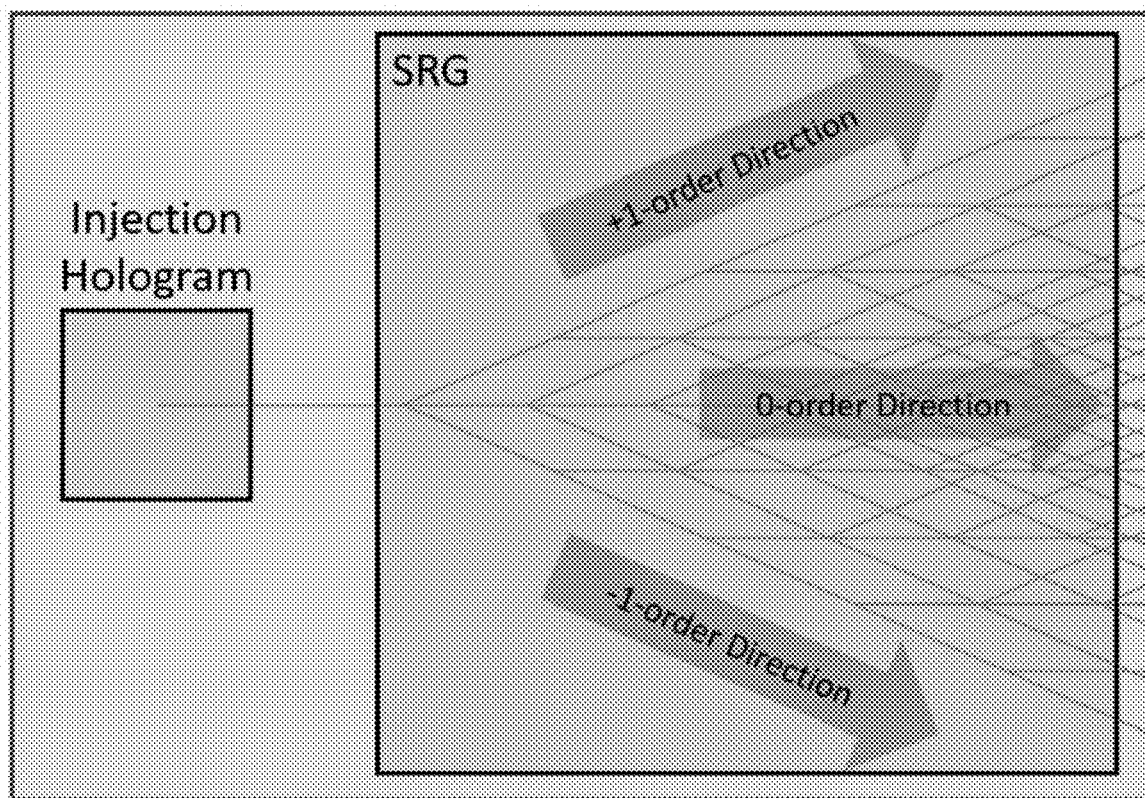 SRG
+1-order Direction
Injection
Hologram
0-order Direction
-1-order Direction